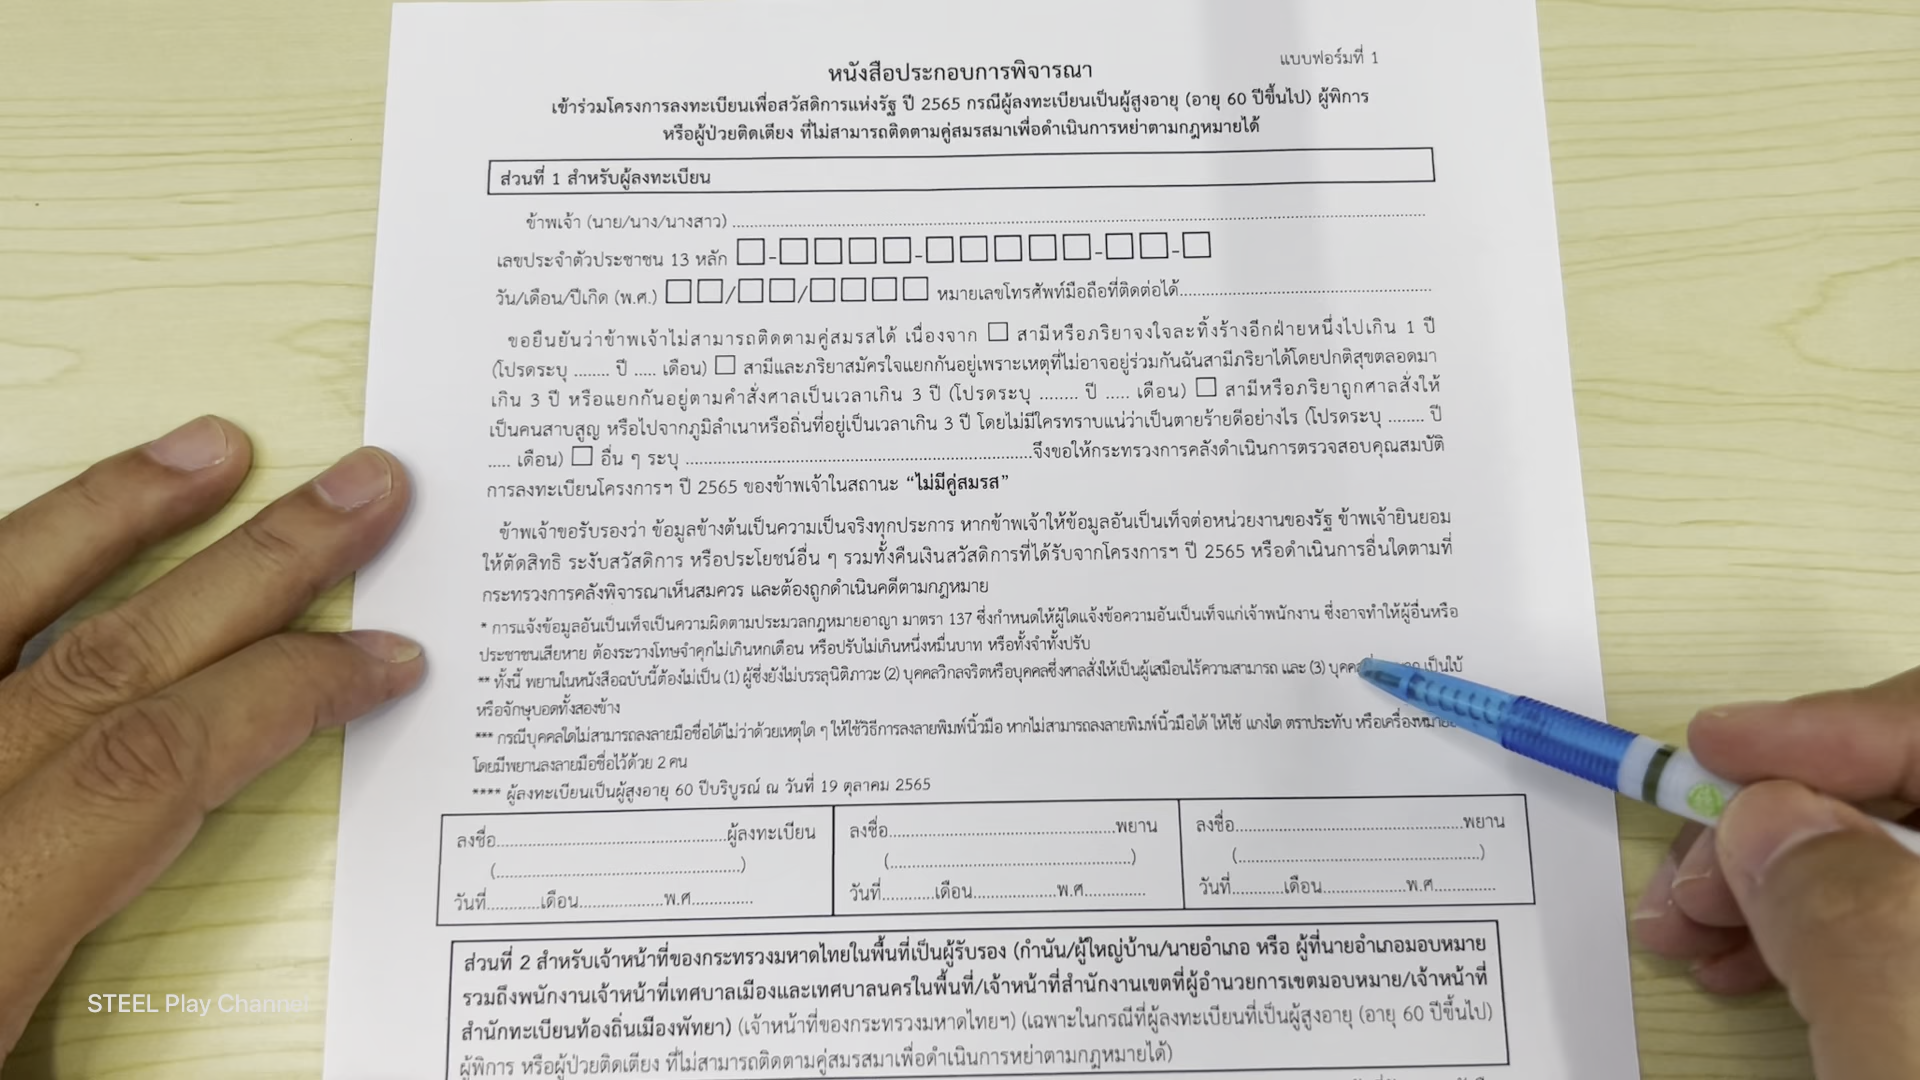 แบบฟอร์มที่ 1
หนังสือประกอบการพิจารณา
เข้าร่วมโครงการลงทะเบียนเพื่อสวัสดิการแห่งรัฐ ปี 2565 กรณีผู้ลงทะเบียนเป็นผู้สูงอายุ (อายุ 60 ปีขึ้นไป) ผู้พิการ
หรือผู้ป่วยติดเตียง ที่ไม่สามารถติดตามคู่สมรสมาเพื่อดำเนินการหย่าตามกฎหมายได้
ส่วนที่ 1 สำหรับผู้ลงทะเบียน
ข้าพเจ้า (นาย/นาง/นางสาว) ........................................
เลขประจำตัวประชาชน 13 หลัก ☐-☐☐☐☐-☐☐☐☐☐-☐☐-☐
วัน/เดือน/ปีเกิด (พ.ศ.) ☐☐/☐☐/☐☐☐☐ หมายเลขโทรศัพท์มือถือที่ติดต่อได้........................................
ขอยืนยันว่าข้าพเจ้าไม่สามารถติดตามคู่สมรสได้ เนื่องจาก ☐ สามีหรือภริยาจงใจละทิ้งร้างอีกฝ่ายหนึ่งไปเกิน 1 ปี
(โปรดระบุ ........ ปี ..... เดือน) ☐ สามีและภริยาสมัครใจแยกกันอยู่เพราะเหตุที่ไม่อาจอยู่ร่วมกันฉันสามีภริยาได้โดยปกติสุขตลอดมา
เกิน 3 ปี หรือแยกกันอยู่ตามคำสั่งศาลเป็นเวลาเกิน 3 ปี (โปรดระบุ ........ ปี ..... เดือน) ☐ สามีหรือภริยาถูกศาลสั่งให้
เป็นคนสาบสูญ หรือไปจากภูมิลำเนาหรือถิ่นที่อยู่เป็นเวลาเกิน 3 ปี โดยไม่มีใครทราบแน่ว่าเป็นตายร้ายดีอย่างไร (โปรดระบุ ........ ปี
..... เดือน) ☐ อื่น ๆ ระบุ ........................................จึงขอให้กระทรวงการคลังดำเนินการตรวจสอบคุณสมบัติ
การลงทะเบียนโครงการฯ ปี 2565 ของข้าพเจ้าในสถานะ “ไม่มีคู่สมรส”
ข้าพเจ้าขอรับรองว่า ข้อมูลข้างต้นเป็นความเป็นจริงทุกประการ หากข้าพเจ้าให้ข้อมูลอันเป็นเท็จต่อหน่วยงานของรัฐ ข้าพเจ้ายินยอม
ให้ตัดสิทธิ ระงับสวัสดิการ หรือประโยชน์อื่น ๆ รวมทั้งคืนเงินสวัสดิการที่ได้รับจากโครงการฯ ปี 2565 หรือดำเนินการอื่นใดตามที่
กระทรวงการคลังพิจารณาเห็นสมควร และต้องถูกดำเนินคดีตามกฎหมาย
* การแจ้งข้อมูลอันเป็นเท็จเป็นความผิดตามประมวลกฎหมายอาญา มาตรา 137 ซึ่งกำหนดให้ผู้ใดแจ้งข้อความอันเป็นเท็จแก่เจ้าพนักงาน ซึ่งอาจทำให้ผู้อื่นหรือ
ประชาชนเสียหาย ต้องระวางโทษจำคุกไม่เกินหกเดือน หรือปรับไม่เกินหนึ่งหมื่นบาท หรือทั้งจำทั้งปรับ
** ทั้งนี้ พยานในหนังสือฉบับนี้ต้องไม่เป็น (1) ผู้ซึ่งยังไม่บรรลุนิติภาวะ (2) บุคคลวิกลจริตหรือบุคคลซึ่งศาลสั่งให้เป็นผู้เสมือนไร้ความสามารถ และ (3) บุคคล เป็นใบ้
หรือจักษุบอดทั้งสองข้าง
*** กรณีบุคคลใดไม่สามารถลงลายมือชื่อได้ไม่ว่าด้วยเหตุใด ๆ ให้ใช้วิธีการลงลายพิมพ์นิ้วมือ หากไม่สามารถลงลายพิมพ์นิ้วมือได้ ให้ใช้ แกงได ตราประทับ หรือเครื่องหมาย
โดยมีพยานลงลายมือชื่อไว้ด้วย 2 คน
**** ผู้ลงทะเบียนเป็นผู้สูงอายุ 60 ปีบริบูรณ์ ณ วันที่ 19 ตุลาคม 2565
ลงชื่อ........................................ผู้ลงทะเบียน
(........................................)
วันที่..........เดือน...............พ.ศ............
ลงชื่อ........................................พยาน
(........................................)
วันที่..........เดือน...............พ.ศ............
ลงชื่อ........................................พยาน
(........................................)
วันที่..........เดือน...............พ.ศ............
ส่วนที่ 2 สำหรับเจ้าหน้าที่ของกระทรวงมหาดไทยในพื้นที่เป็นผู้รับรอง (กำนัน/ผู้ใหญ่บ้าน/นายอำเภอ หรือ ผู้ที่นายอำเภอมอบหมาย
รวมถึงพนักงานเจ้าหน้าที่เทศบาลเมืองและเทศบาลนครในพื้นที่/เจ้าหน้าที่สำนักงานเขตที่ผู้อำนวยการเขตมอบหมาย/เจ้าหน้าที่
สำนักทะเบียนท้องถิ่นเมืองพัทยา) (เจ้าหน้าที่ของกระทรวงมหาดไทยฯ) (เฉพาะในกรณีที่ผู้ลงทะเบียนที่เป็นผู้สูงอายุ (อายุ 60 ปีขึ้นไป)
ผู้พิการ หรือผู้ป่วยติดเตียง ที่ไม่สามารถติดตามคู่สมรสมาเพื่อดำเนินการหย่าตามกฎหมายได้)
STEEL Play Channel